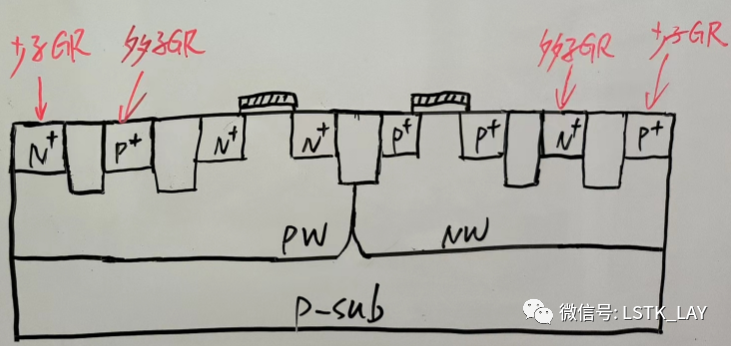 少子GR 多子GR 多子GR 少子GR
N+ P+ N+ N+ P+ P+ N+ P+
PW NW
P-sub
微信号: LSTK_LAY